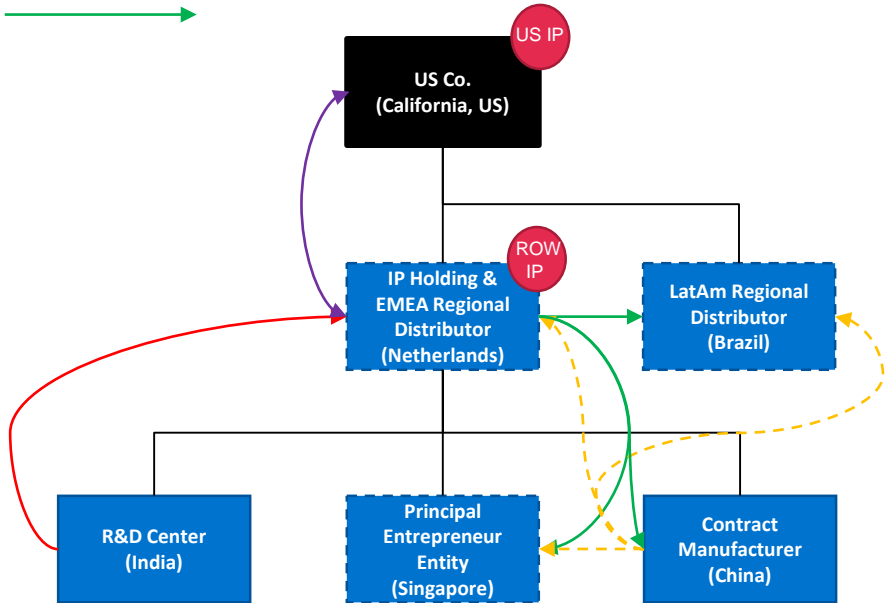 US IP
US Co.
(California, US)
ROW
IP
IP Holding &
EMEA Regional
Distributor
(Netherlands)
LatAm Regional
Distributor
(Brazil)
R&D Center
(India)
Principal
Entrepreneur
Entity
(Singapore)
Contract
Manufacturer
(China)